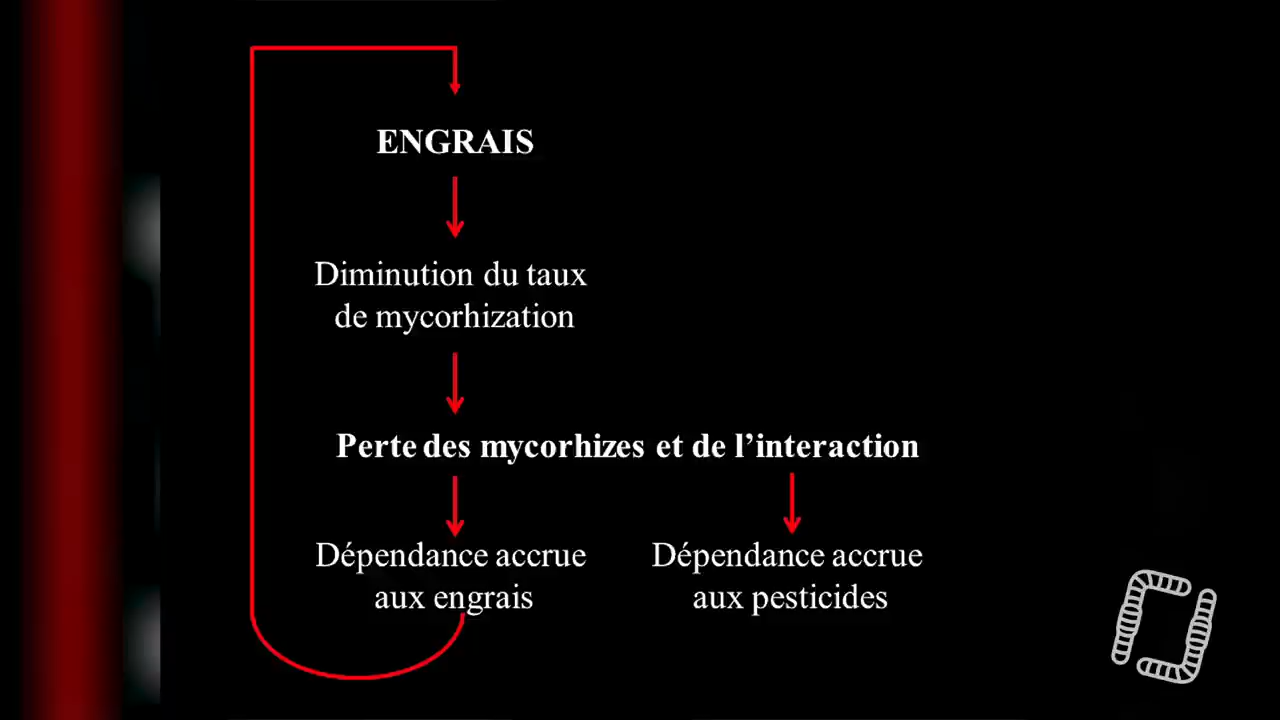 ENGRAIS
Diminution du taux
de mycorhization
Perte des mycorhizes et de l’interaction
Dépendance accrue
aux engrais
Dépendance accrue
aux pesticides